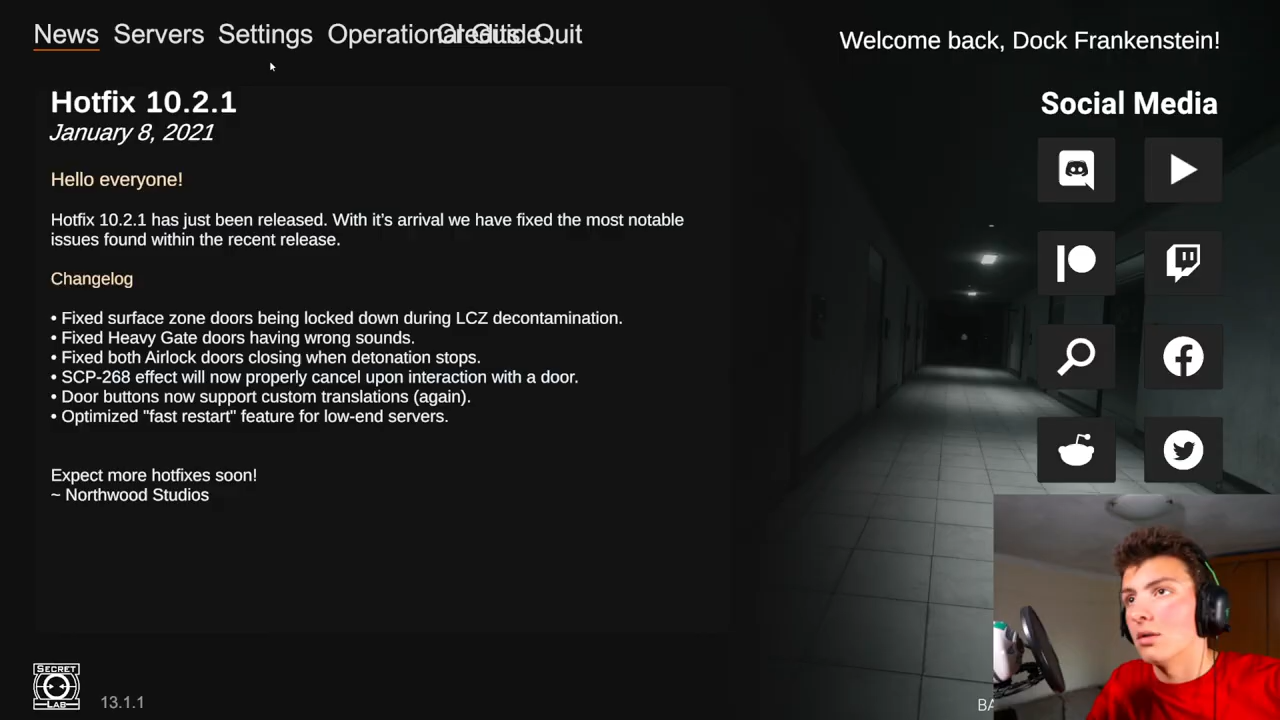 News Servers Settings Operational Guide Credits Quit
Welcome back, Dock Frankenstein!
Hotfix 10.2.1
January 8, 2021
Hello everyone!
Hotfix 10.2.1 has just been released. With it's arrival we have fixed the most notable
issues found within the recent release.
Changelog
• Fixed surface zone doors being locked down during LCZ decontamination.
• Fixed Heavy Gate doors having wrong sounds.
• Fixed both Airlock doors closing when detonation stops.
• SCP-268 effect will now properly cancel upon interaction with a door.
• Door buttons now support custom translations (again).
• Optimized "fast restart" feature for low-end servers.
Expect more hotfixes soon!
~ Northwood Studios
Social Media
SECRET
LAB
13.1.1